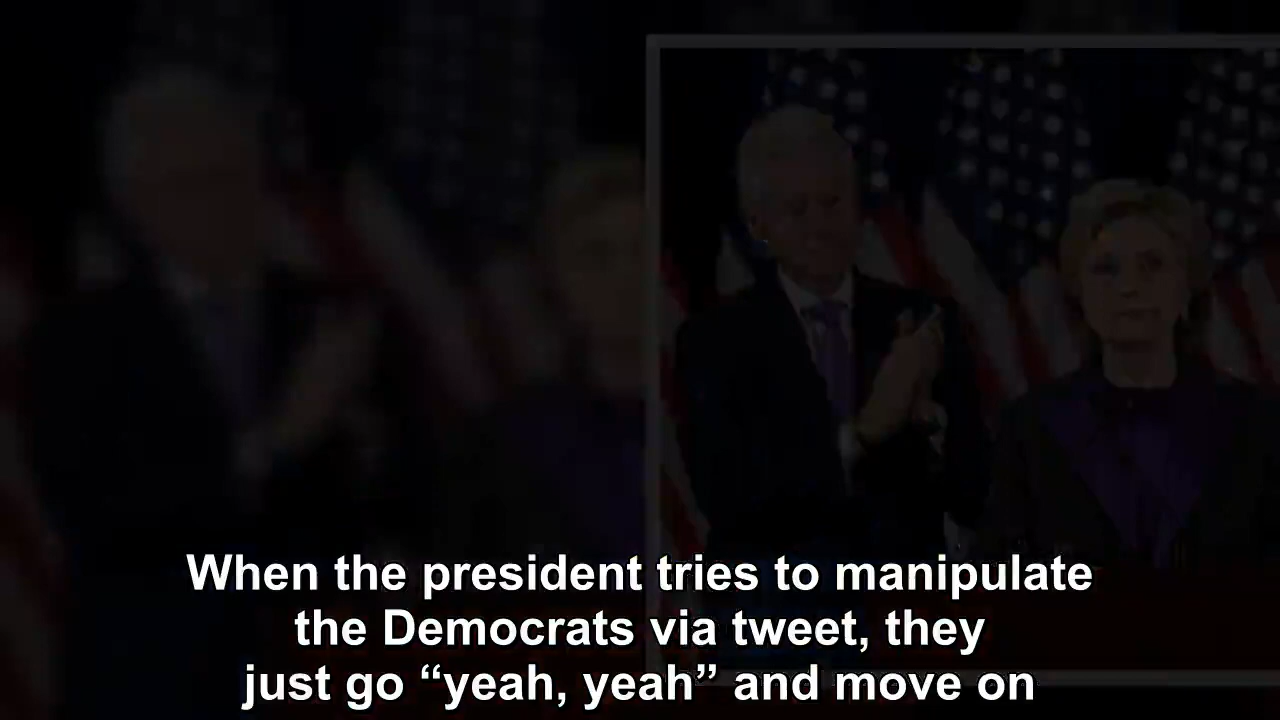 When the president tries to manipulate
the Democrats via tweet, they
just go “yeah, yeah” and move on